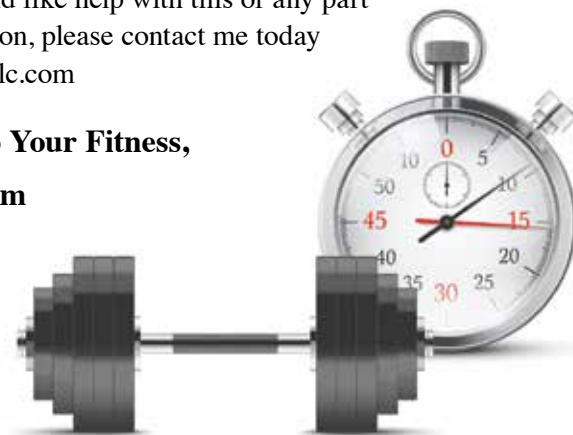 like help with this or any part
on, please contact me today
lc.com
Your Fitness,
m
0
10 5
50 10
45 15
40 20
35 30 25